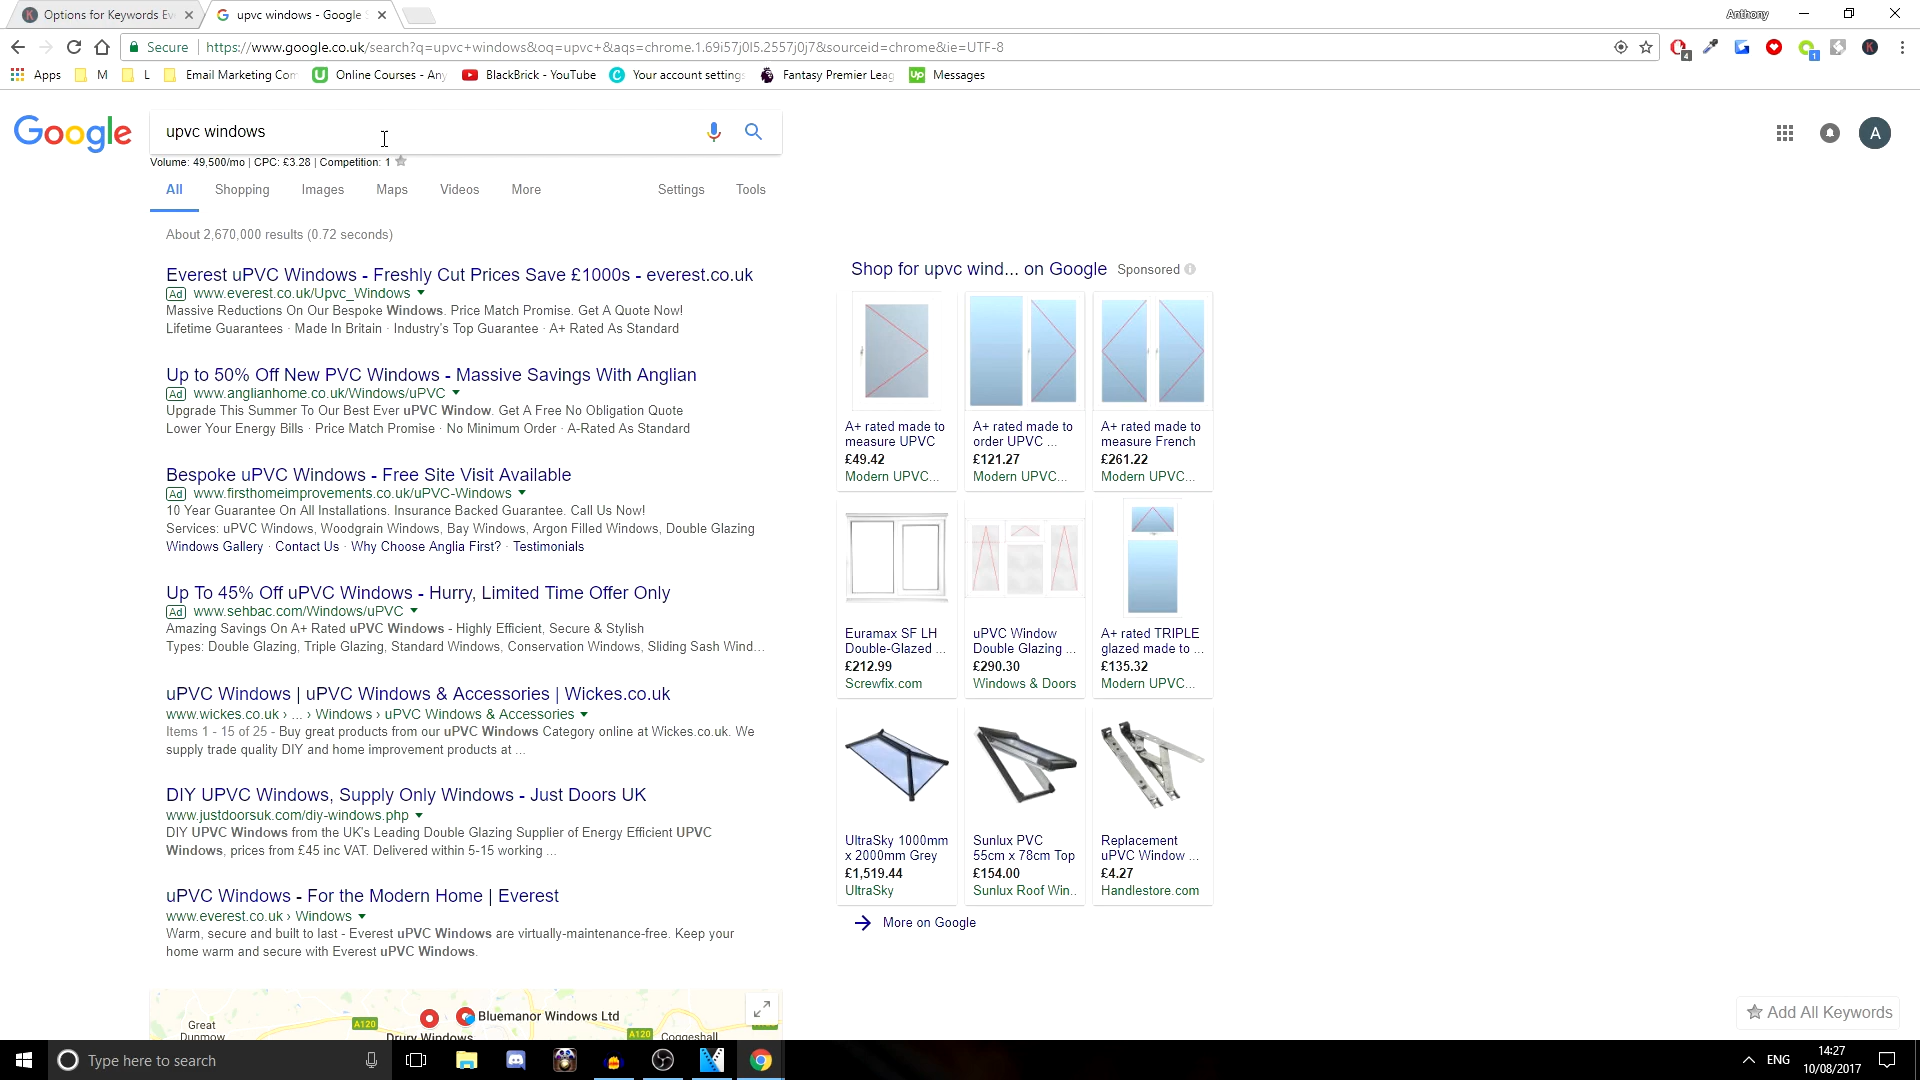 Options for Keywords Ev
upvc windows - Google S
Anthony
Secure
https://www.google.co.uk/search?q=upvc+windows&oq=upvc+&aqs=chrome.1.69i57j0l5.2557j0j7&sourceid=chrome&ie=UTF-8
4
1
Apps
M
L
Email Marketing Com
Online Courses - Any
BlackBrick - YouTube
Your account settings
Fantasy Premier Leag
Messages
Google
upvc windows
A
Volume: 49,500/mo | CPC: £3.28 | Competition: 1
All
Shopping
Images
Maps
Videos
More
Settings
Tools
About 2,670,000 results (0.72 seconds)
Everest uPVC Windows - Freshly Cut Prices Save £1000s - everest.co.uk
Ad www.everest.co.uk/Upvc_Windows
Massive Reductions On Our Bespoke Windows. Price Match Promise. Get A Quote Now!
Lifetime Guarantees · Made In Britain · Industry's Top Guarantee · A+ Rated As Standard
Up to 50% Off New PVC Windows - Massive Savings With Anglian
Ad www.anglianhome.co.uk/Windows/uPVC
Upgrade This Summer To Our Best Ever uPVC Window. Get A Free No Obligation Quote
Lower Your Energy Bills · Price Match Promise · No Minimum Order · A-Rated As Standard
Bespoke uPVC Windows - Free Site Visit Available
Ad www.firsthomeimprovements.co.uk/uPVC-Windows
10 Year Guarantee On All Installations. Insurance Backed Guarantee. Call Us Now!
Services: uPVC Windows, Woodgrain Windows, Bay Windows, Argon Filled Windows, Double Glazing
Windows Gallery · Contact Us · Why Choose Anglia First? · Testimonials
Up To 45% Off uPVC Windows - Hurry, Limited Time Offer Only
Ad www.sehbac.com/Windows/uPVC
Amazing Savings On A+ Rated uPVC Windows - Highly Efficient, Secure & Stylish
Types: Double Glazing, Triple Glazing, Standard Windows, Conservation Windows, Sliding Sash Wind...
uPVC Windows | uPVC Windows & Accessories | Wickes.co.uk
www.wickes.co.uk › ... › Windows › uPVC Windows & Accessories
Items 1 - 15 of 25 - Buy great products from our uPVC Windows Category online at Wickes.co.uk. We
supply trade quality DIY and home improvement products at ...
DIY UPVC Windows, Supply Only Windows - Just Doors UK
www.justdoorsuk.com/diy-windows.php
DIY UPVC Windows from the UK's Leading Double Glazing Supplier of Energy Efficient UPVC
Windows, prices from £45 inc VAT. Delivered within 5-15 working ...
uPVC Windows - For the Modern Home | Everest
www.everest.co.uk › Windows
Warm, secure and built to last - Everest uPVC Windows are virtually-maintenance-free. Keep your
home warm and secure with Everest uPVC Windows.
Great
Dunmow
A120
Drury Windows
Bluemanor Windows Ltd
A120
Coggeshall
Shop for upvc wind... on Google
Sponsored
A+ rated made to
measure UPVC
£49.42
Modern UPVC...
A+ rated made to
order UPVC ...
£121.27
Modern UPVC...
A+ rated made to
measure French
£261.22
Modern UPVC...
Euramax SF LH
Double-Glazed ...
£212.99
Screwfix.com
uPVC Window
Double Glazing ...
£290.30
Windows & Doors
A+ rated TRIPLE
glazed made to ...
£135.32
Modern UPVC...
UltraSky 1000mm
x 2000mm Grey
£1,519.44
UltraSky
Sunlux PVC
55cm x 78cm Top
£154.00
Sunlux Roof Win..
Replacement
uPVC Window ...
£4.27
Handlestore.com
More on Google
Add All Keywords
Type here to search
ENG
14:27
10/08/2017